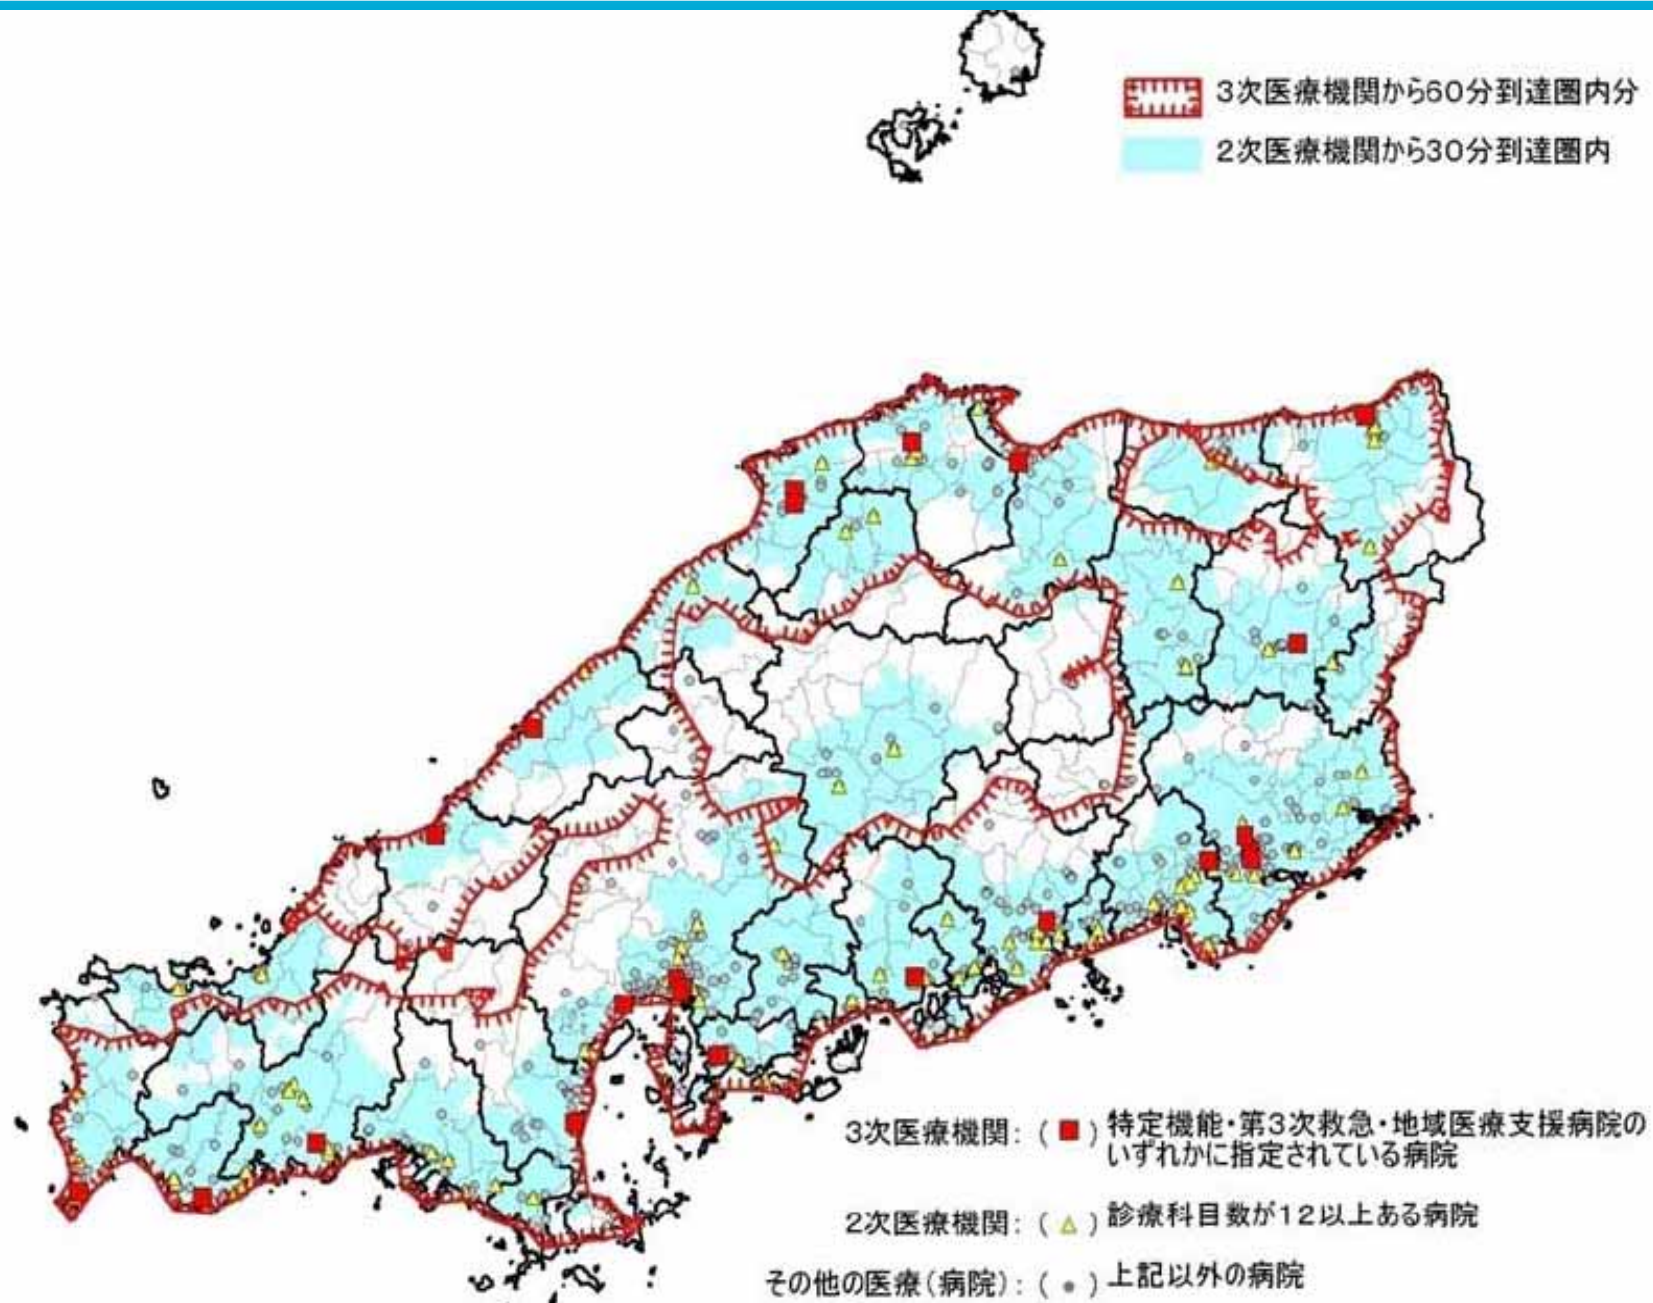 3次医療機関から60分到達圏内分
2次医療機関から30分到達圏内
3次医療機関：（ ■ ）特定機能・第3次救急・地域医療支援病院の
いずれかに指定されている病院
2次医療機関：（ △ ）診療科目数が12以上ある病院
その他の医療（病院）：（ ● ）上記以外の病院